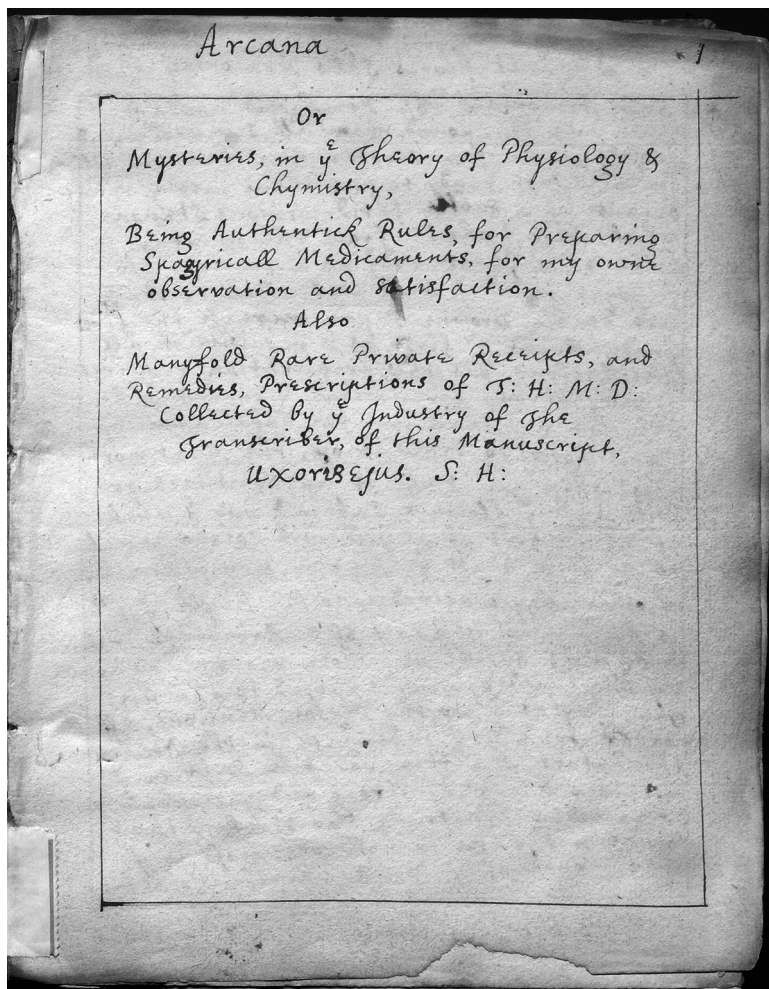 Arcana
1
Or
Mysteries, in yᵉ Theory of Physiology &
Chymistry,
Being Authentick Rules, for Preparing
Spagyricall Medicaments, for my owne
observation and satisfaction.
Also
Manyfold Rare Private Receipts, and
Remedies, Prescriptions of T: H: M: D:
Collected by yᵉ Industry of The
Transcriber, of this Manuscript,
Uxorisejus. S: H: